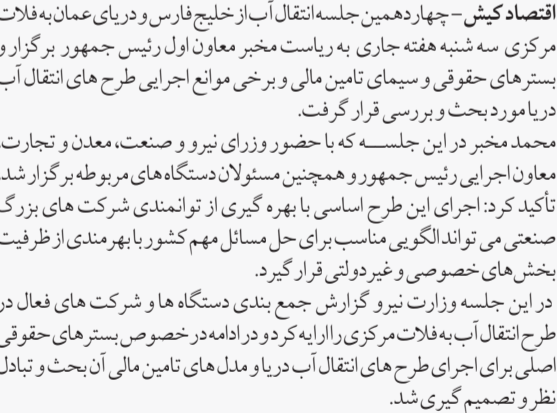 اقتصاد کیش – چهاردهمین جلسه انتقال آب از خلیج فارس و دریای عمان به فلات
مرکزی سه شنبه هفته جاری به ریاست مخبر معاون اول رئیس جمهور برگزار و
بسترهای حقوقی و سیمای تامین مالی و برخی موانع اجرایی طرح های انتقال آب
دریا مورد بحث و بررسی قرار گرفت.
محمد مخبر در این جلســـه که با حضور وزرای نیرو و صنعت، معدن و تجارت،
معاون اجرایی رئیس جمهور و همچنین مسئولان دستگاه های مربوطه برگزار شد،
تأکید کرد: اجرای این طرح اساسی با بهره گیری از توانمندی شرکت های بزرگ
صنعتی می تواند الگویی مناسب برای حل مسائل مهم کشور با بهرمندی از ظرفیت
بخش های خصوصی و غیردولتی قرار گیرد.
در این جلسه وزارت نیرو گزارش جمع بندی دستگاه ها و شرکت های فعال در
طرح انتقال آب به فلات مرکزی را ارایه کرد و در ادامه در خصوص بسترهای حقوقی
اصلی برای اجرای طرح های انتقال آب دریا و مدل های تامین مالی آن بحث و تبادل
نظر و تصمیم گیری شد.